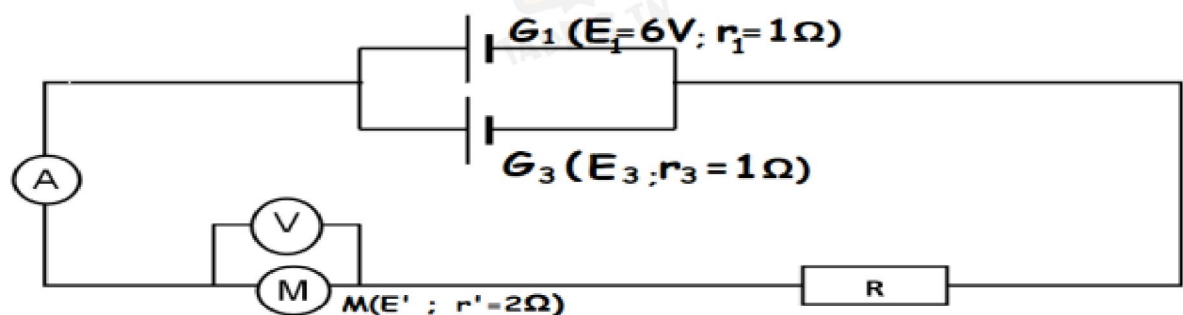 G₁ (E₁=6V; r₁=1Ω)
G₃ (E₃ ; r₃ = 1Ω)
A
V
M
M(E' ; r'=2Ω)
R